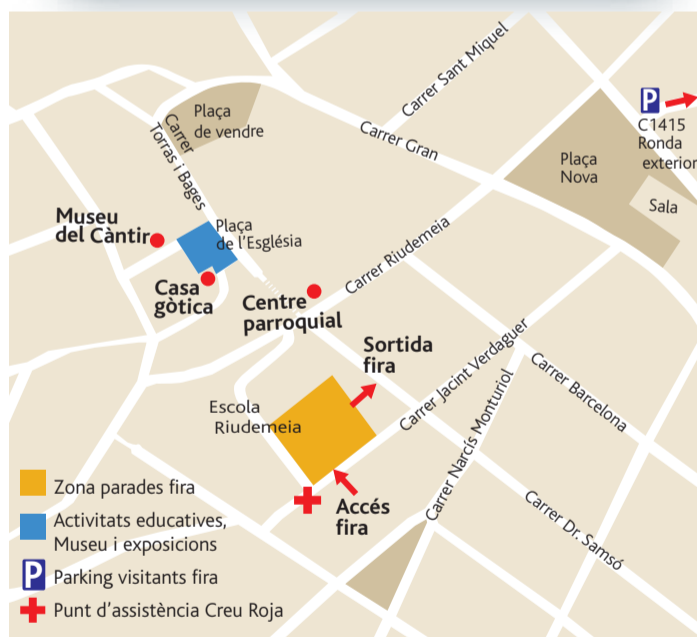 Carrer Sant Miquel
Plaça
de vendre
Carrer
Torras i Bages
Carrer Gran
P
C1415
Ronda
exterior
Plaça
Nova
Sala
Museu
del Càntir
Plaça
de l'Església
Casa
gòtica
Centre
parroquial
Carrer Riudemeia
Sortida
fira
Carrer Jacint Verdaguer
Carrer Barcelona
Escola
Riudemeia
Carrer Narcís Monturiol
Accés
fira
Carrer Dr. Samsó
Zona parades fira
Activitats educatives,
Museu i exposicions
P Parking visitants fira
Punt d'assistència Creu Roja